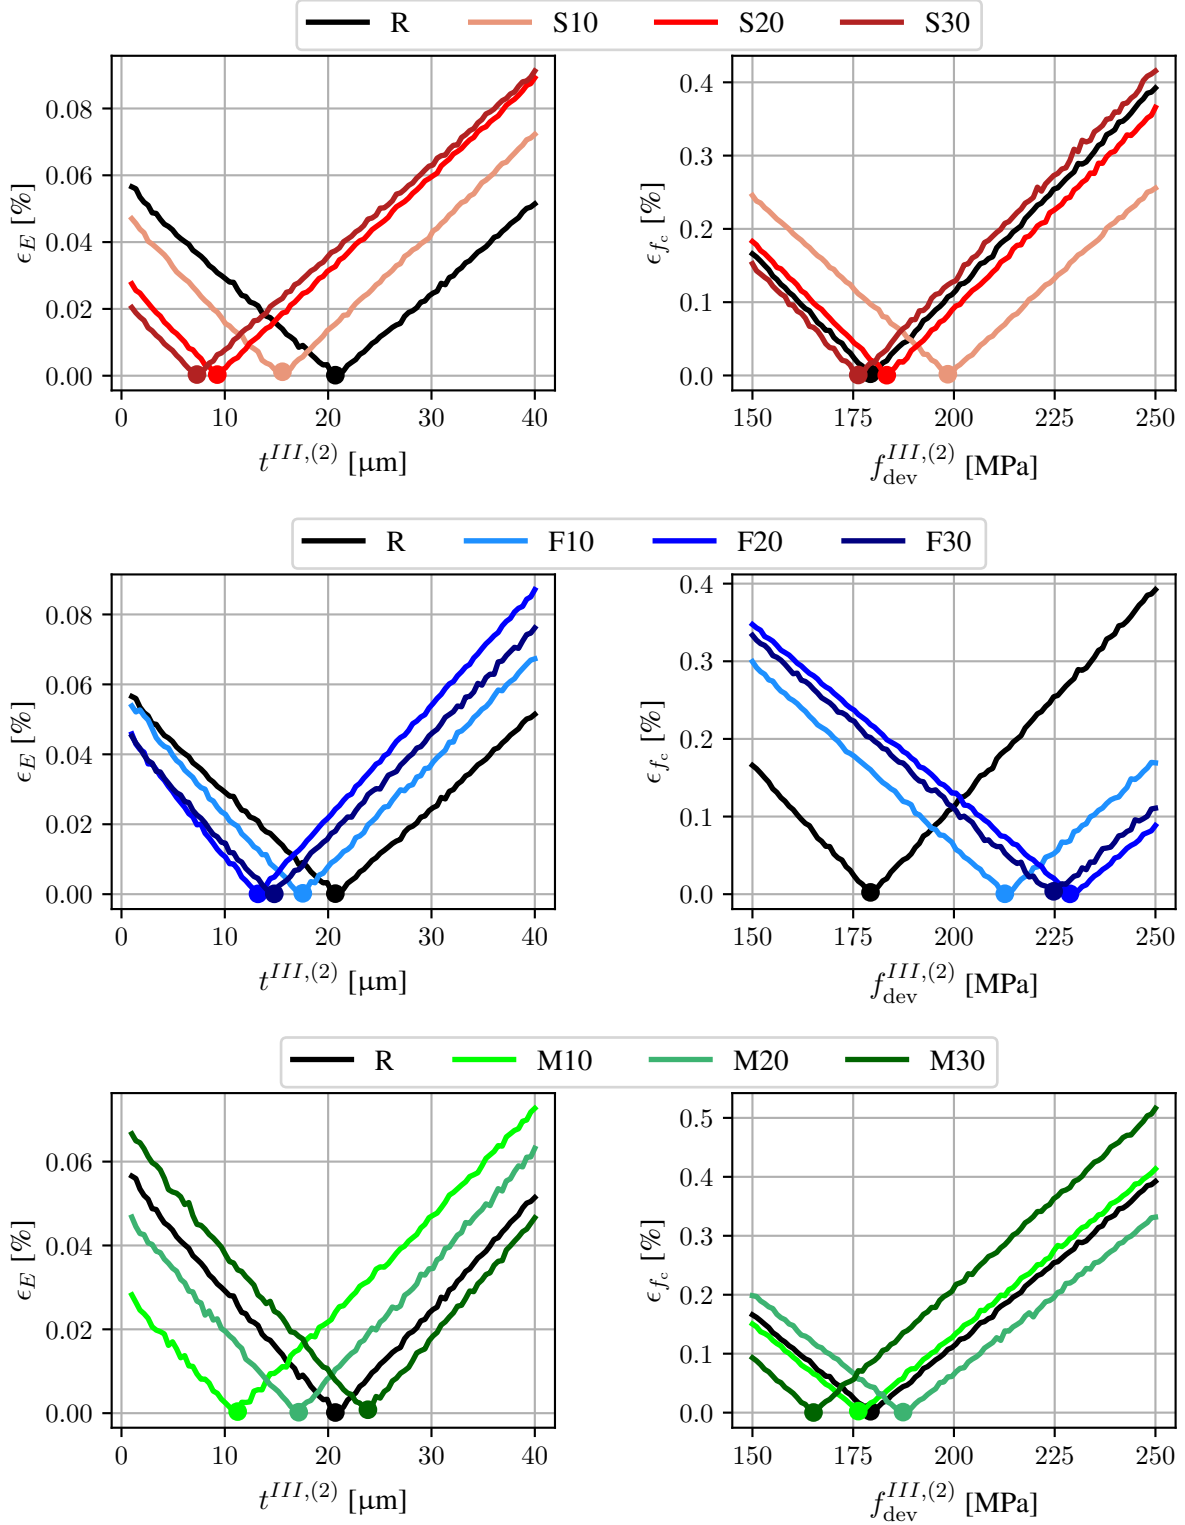 R S10 S20 S30
0.08
0.06
0.04
0.02
0.00
ϵ_E [%]
0 10 20 30 40
t^{III,(2)} [µm]
0.4
0.3
0.2
0.1
0.0
ϵ_{f_c} [%]
150 175 200 225 250
f_{dev}^{III,(2)} [MPa]
R F10 F20 F30
0.08
0.06
0.04
0.02
0.00
ϵ_E [%]
0 10 20 30 40
t^{III,(2)} [µm]
0.4
0.3
0.2
0.1
0.0
ϵ_{f_c} [%]
150 175 200 225 250
f_{dev}^{III,(2)} [MPa]
R M10 M20 M30
0.06
0.04
0.02
0.00
ϵ_E [%]
0 10 20 30 40
t^{III,(2)} [µm]
0.5
0.4
0.3
0.2
0.1
0.0
ϵ_{f_c} [%]
150 175 200 225 250
f_{dev}^{III,(2)} [MPa]